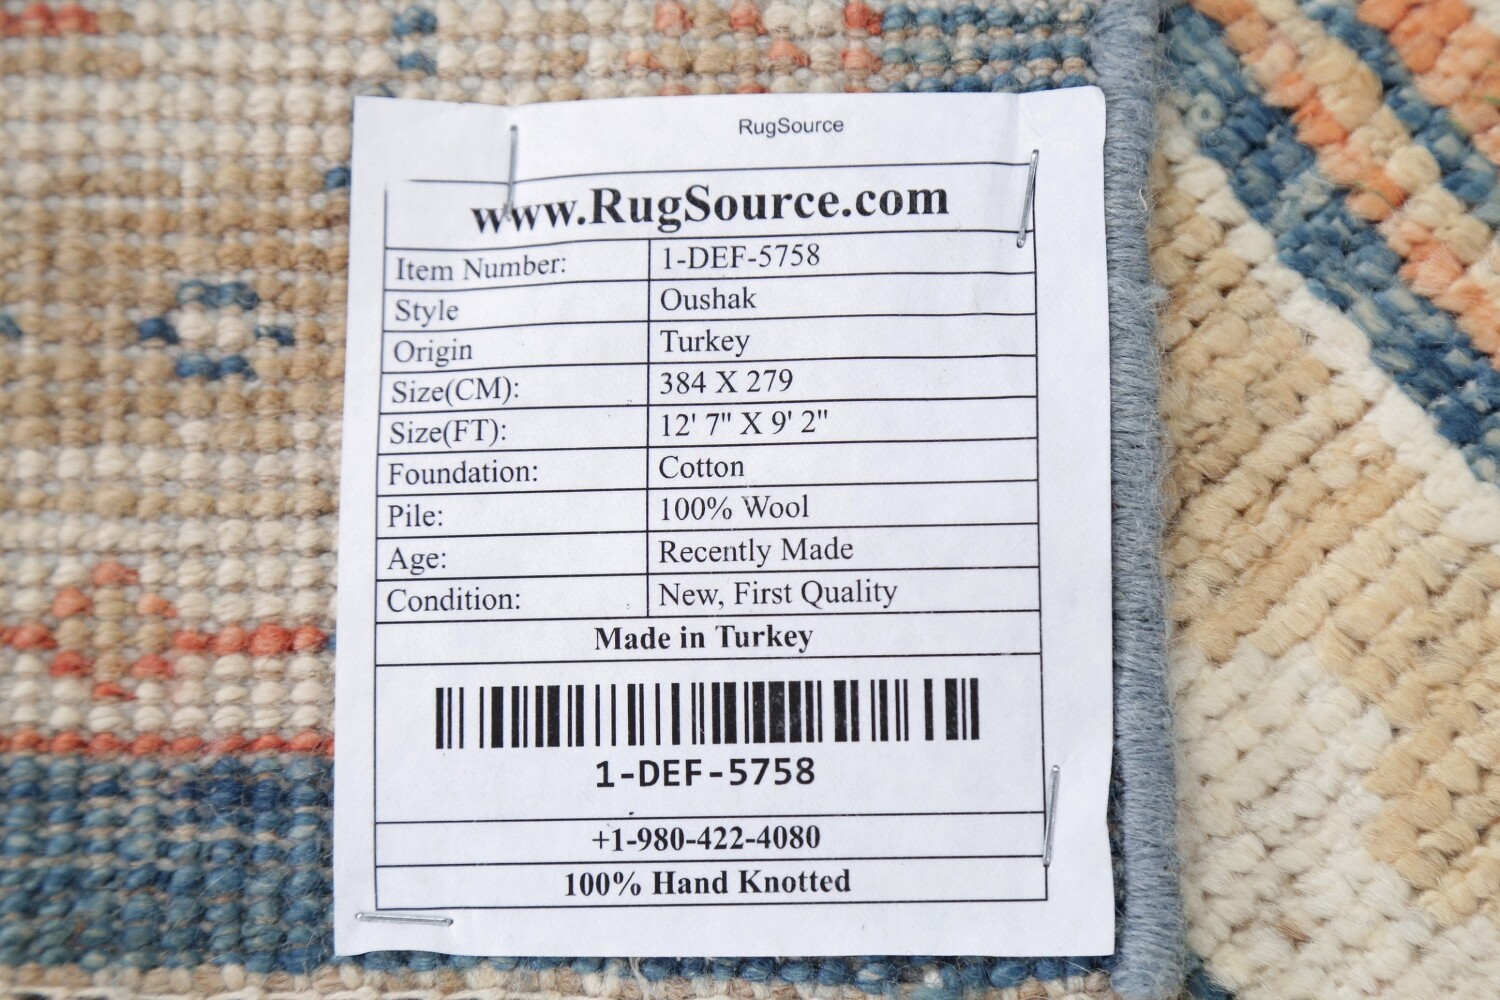 RugSource
www.RugSource.com
Item Number: 1-DEF-5758
Style Oushak
Origin Turkey
Size(CM): 384 X 279
Size(FT): 12' 7" X 9' 2"
Foundation: Cotton
Pile: 100% Wool
Age: Recently Made
Condition: New, First Quality
Made in Turkey
1-DEF-5758
+1-980-422-4080
100% Hand Knotted